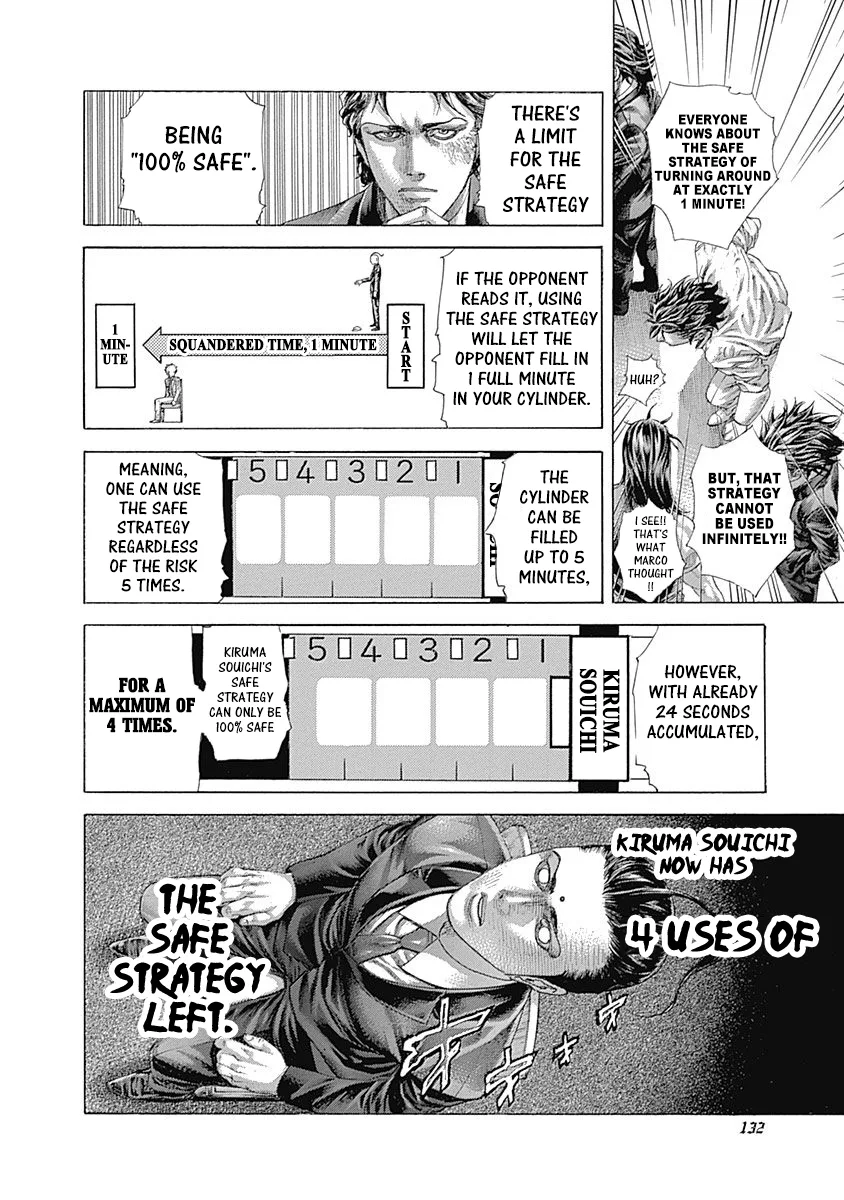 EVERYONE
KNOWS ABOUT
THE SAFE
STRATEGY OF
TURNING AROUND
AT EXACTLY
1 MINUTE!
HUH?
BUT, THAT
STRATEGY
CANNOT
BE USED
INFINITELY!!
I SEE!!
THAT'S
WHAT
MARCO
THOUGHT
!!
THERE'S
A LIMIT
FOR THE
SAFE
STRATEGY
BEING
"100% SAFE".
IF THE OPPONENT
READS IT, USING
THE SAFE STRATEGY
WILL LET THE
OPPONENT FILL IN
1 FULL MINUTE
IN YOUR CYLINDER.
START
SQUANDERED TIME, 1 MINUTE
1
MIN-
UTE
THE
CYLINDER
CAN BE
FILLED
UP TO 5
MINUTES,
5 4 3 2 1
MEANING,
ONE CAN USE
THE SAFE
STRATEGY
REGARDLESS
OF THE RISK
5 TIMES.
HOWEVER,
WITH ALREADY
24 SECONDS
ACCUMULATED,
KIRUMA
SOUICHI
5 4 3 2 1
KIRUMA
SOUICHI'S
SAFE
STRATEGY
CAN ONLY BE
100% SAFE
FOR A
MAXIMUM OF
4 TIMES.
KIRUMA SOUICHI
NOW HAS
4 USES OF
THE
SAFE
STRATEGY
LEFT.
132